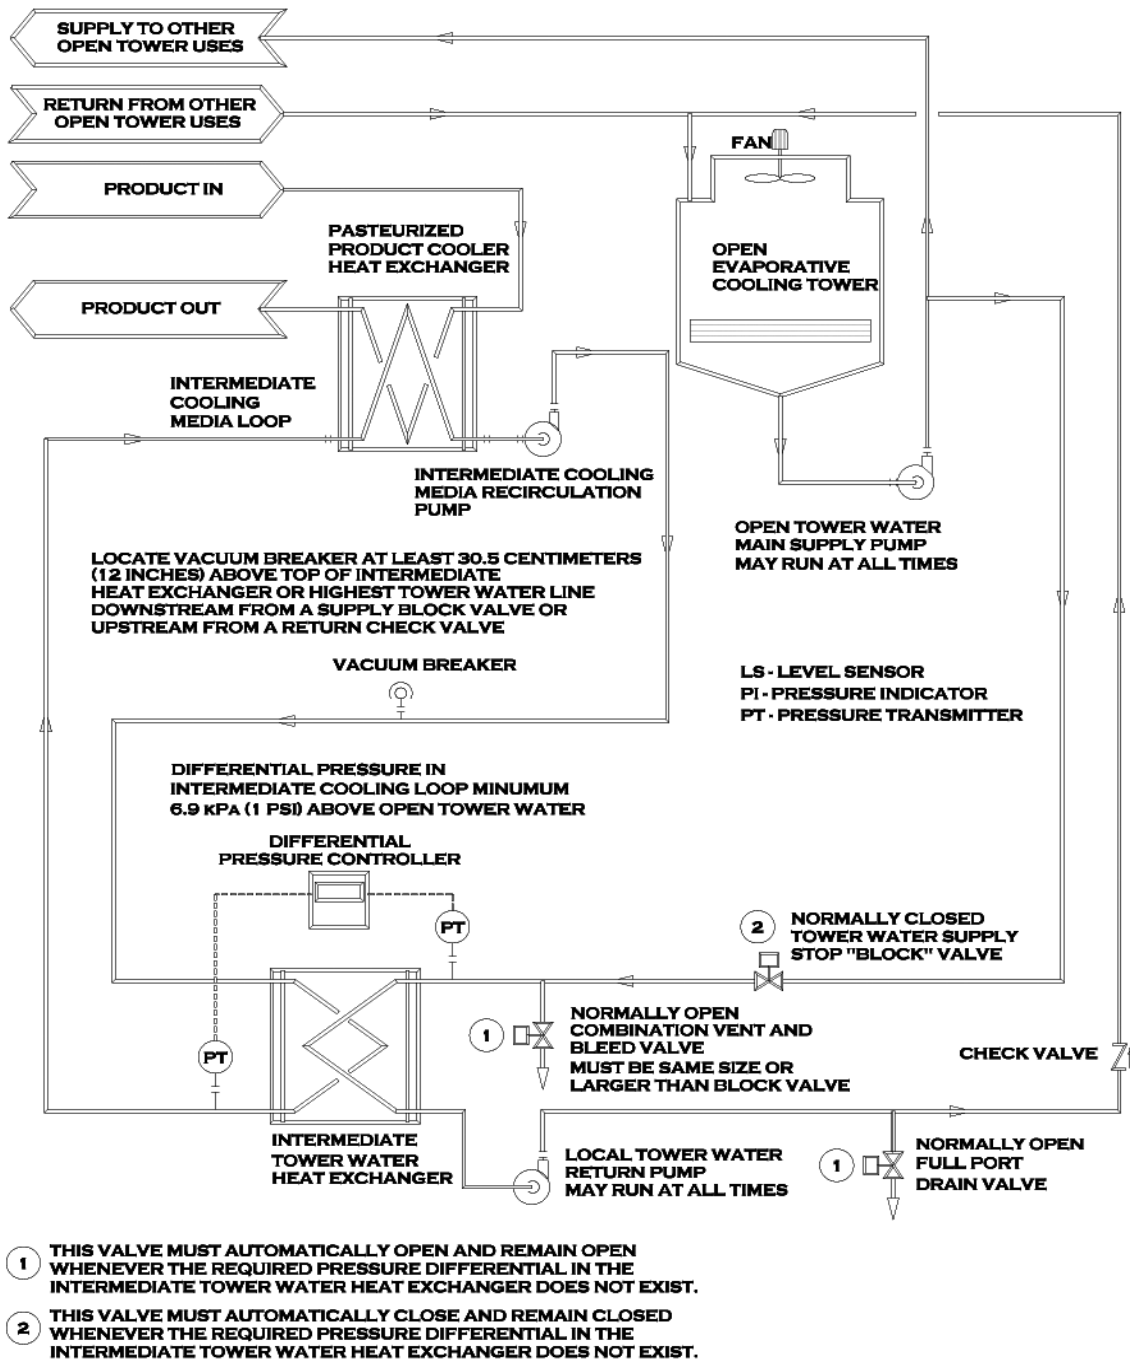 SUPPLY TO OTHER
OPEN TOWER USES
RETURN FROM OTHER
OPEN TOWER USES
FAN
PRODUCT IN
PASTEURIZED
PRODUCT COOLER
HEAT EXCHANGER
OPEN
EVAPORATIVE
COOLING TOWER
PRODUCT OUT
INTERMEDIATE
COOLING
MEDIA LOOP
INTERMEDIATE COOLING
MEDIA RECIRCULATION
PUMP
OPEN TOWER WATER
MAIN SUPPLY PUMP
MAY RUN AT ALL TIMES
LOCATE VACUUM BREAKER AT LEAST 30.5 CENTIMETERS
(12 INCHES) ABOVE TOP OF INTERMEDIATE
HEAT EXCHANGER OR HIGHEST TOWER WATER LINE
DOWNSTREAM FROM A SUPPLY BLOCK VALVE OR
UPSTREAM FROM A RETURN CHECK VALVE
VACUUM BREAKER
LS - LEVEL SENSOR
PI - PRESSURE INDICATOR
PT - PRESSURE TRANSMITTER
DIFFERENTIAL PRESSURE IN
INTERMEDIATE COOLING LOOP MINUMUM
6.9 KPA (1 PSI) ABOVE OPEN TOWER WATER
DIFFERENTIAL
PRESSURE CONTROLLER
PT
2
NORMALLY CLOSED
TOWER WATER SUPPLY
STOP "BLOCK" VALVE
1
NORMALLY OPEN
COMBINATION VENT AND
BLEED VALVE
MUST BE SAME SIZE OR
LARGER THAN BLOCK VALVE
PT
CHECK VALVE
INTERMEDIATE
TOWER WATER
HEAT EXCHANGER
LOCAL TOWER WATER
RETURN PUMP
MAY RUN AT ALL TIMES
1
NORMALLY OPEN
FULL PORT
DRAIN VALVE
1
THIS VALVE MUST AUTOMATICALLY OPEN AND REMAIN OPEN
WHENEVER THE REQUIRED PRESSURE DIFFERENTIAL IN THE
INTERMEDIATE TOWER WATER HEAT EXCHANGER DOES NOT EXIST.
2
THIS VALVE MUST AUTOMATICALLY CLOSE AND REMAIN CLOSED
WHENEVER THE REQUIRED PRESSURE DIFFERENTIAL IN THE
INTERMEDIATE TOWER WATER HEAT EXCHANGER DOES NOT EXIST.